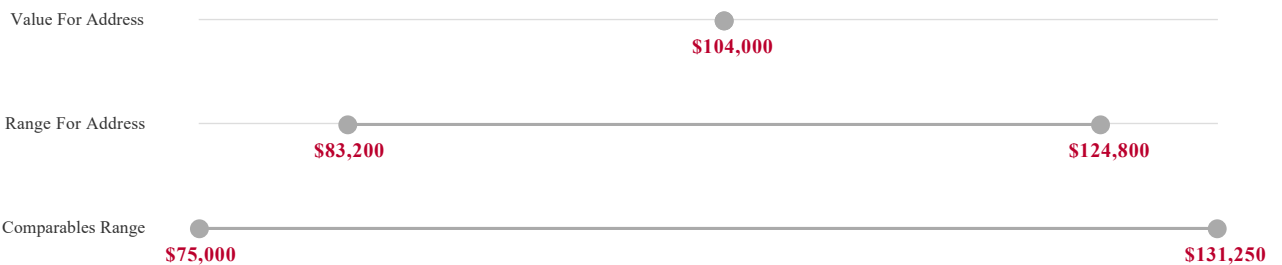 Value For Address
$104,000
Range For Address
$83,200
$124,800
Comparables Range
$75,000
$131,250